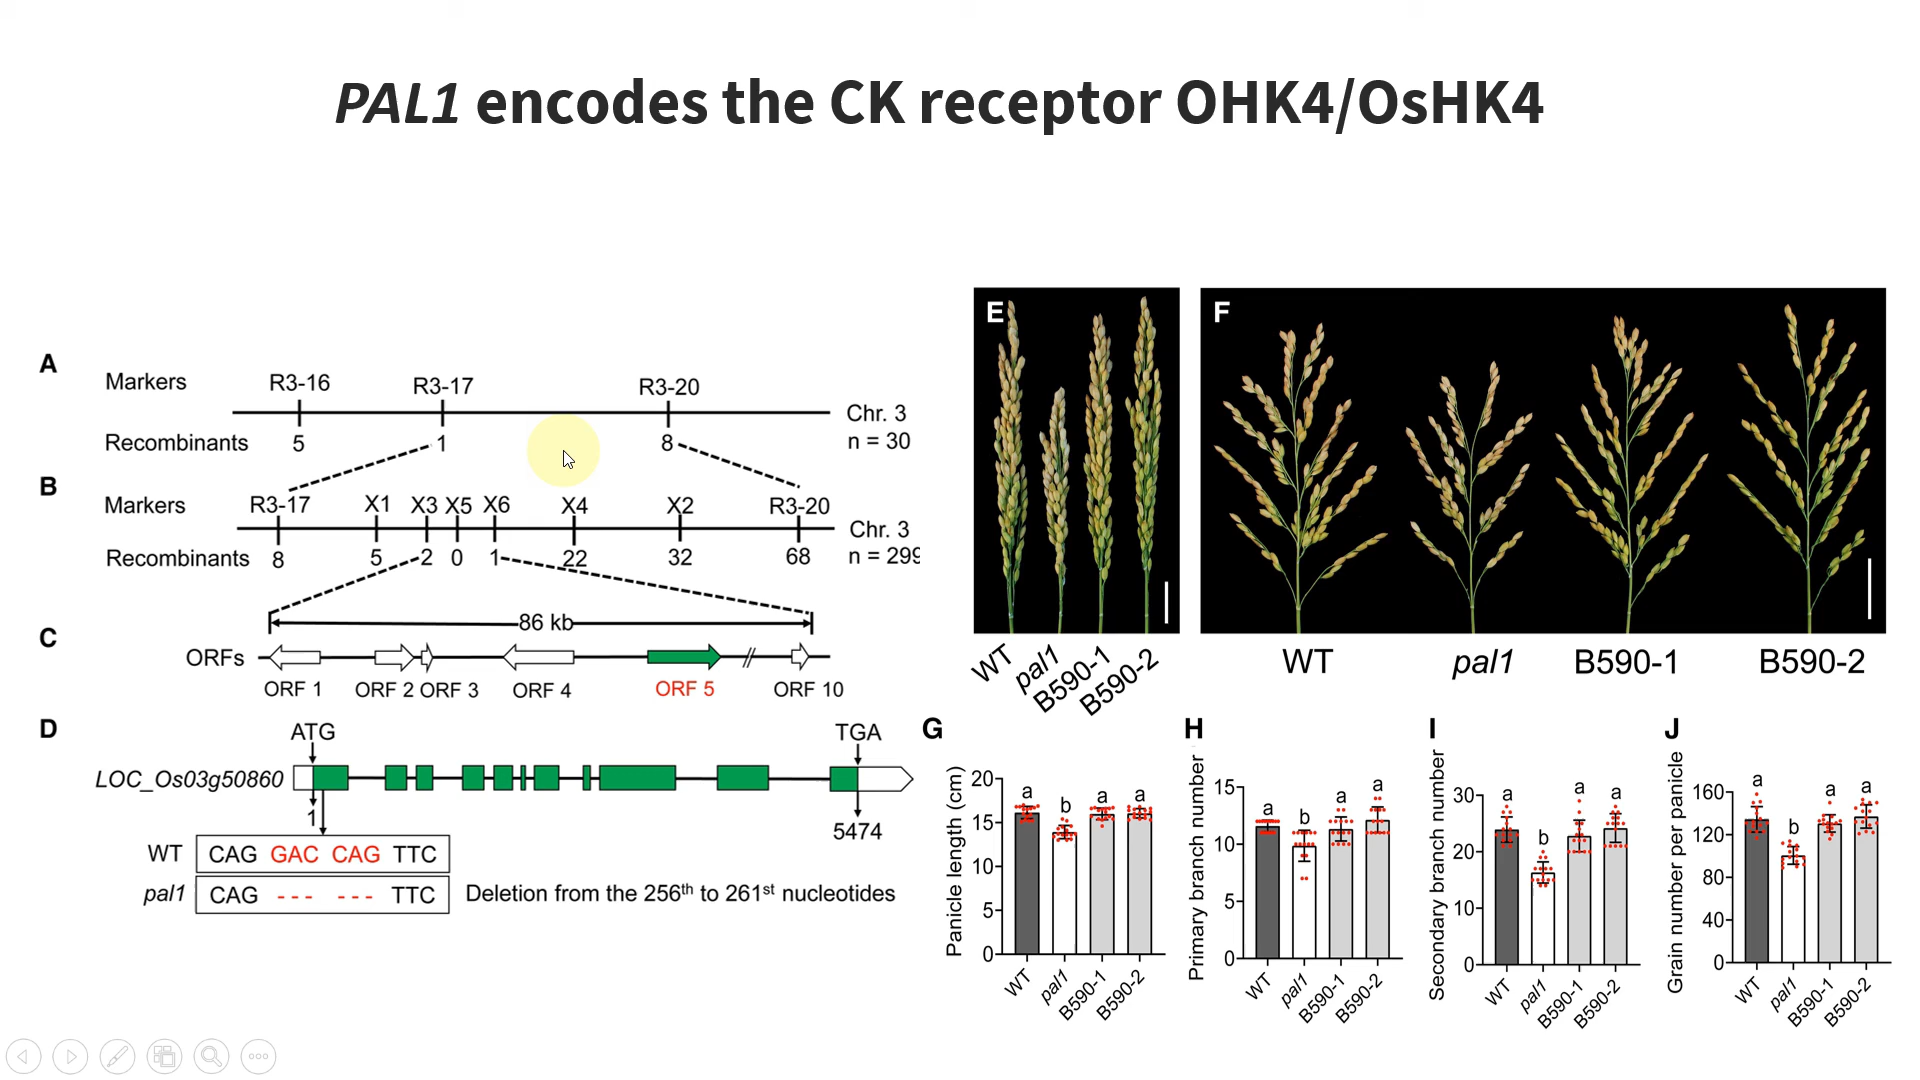 PAL1 encodes the CK receptor OHK4/OsHK4
A
Markers R3-16 R3-17 R3-20
Chr. 3
Recombinants 5 1 8 n = 30
B
Markers R3-17 X1 X3 X5 X6 X4 X2 R3-20
Chr. 3
Recombinants 8 5 2 0 1 22 32 68 n = 299
86 kb
C
ORFs
ORF 1 ORF 2 ORF 3 ORF 4 ORF 5 ORF 10
D
ATG TGA
LOC_Os03g50860
1 5474
WT CAG GAC CAG TTC
pal1 CAG --- --- TTC Deletion from the 256th to 261st nucleotides
E
WT pal1 B590-1 B590-2
F
WT pal1 B590-1 B590-2
G
Panicle length (cm)
20
15
10
5
0
a b a a
WT pal1 B590-1 B590-2
H
Primary branch number
15
10
5
0
a b a a
WT pal1 B590-1 B590-2
I
Secondary branch number
30
20
10
0
a b a a
WT pal1 B590-1 B590-2
J
Grain number per panicle
160
120
80
40
0
a b a a
WT pal1 B590-1 B590-2